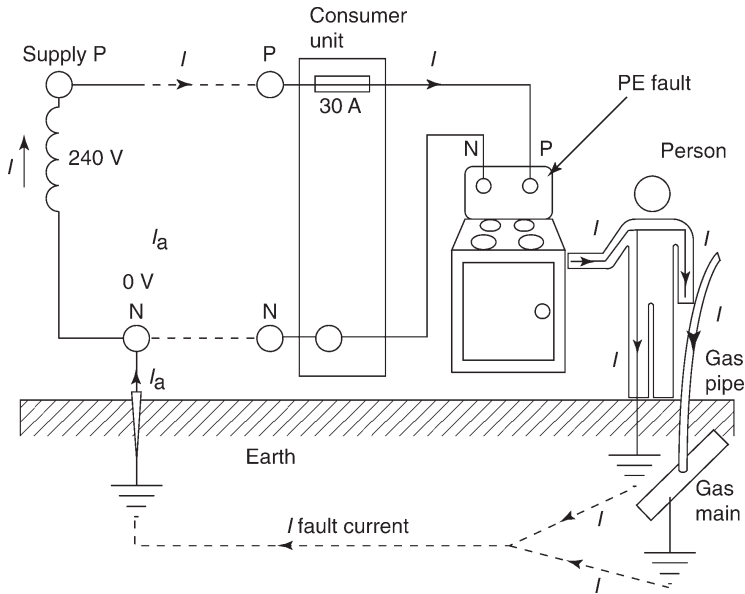 Consumer
unit
Supply P
I
P
I
30 A
PE fault
240 V
I
N
P
Person
Ia
0 V
I
I
N
N
I
I
Ia
Gas
pipe
Earth
Gas
main
I fault current
I
I